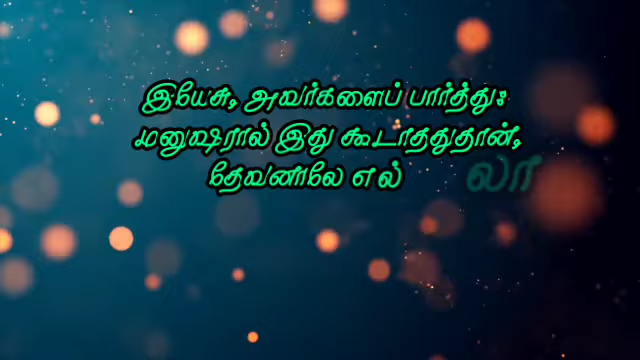 இயேசு, அவர்களைப் பார்த்து:
மனுஷரால் இது கூடாததுதான்,
தேவனாலே எல் லா